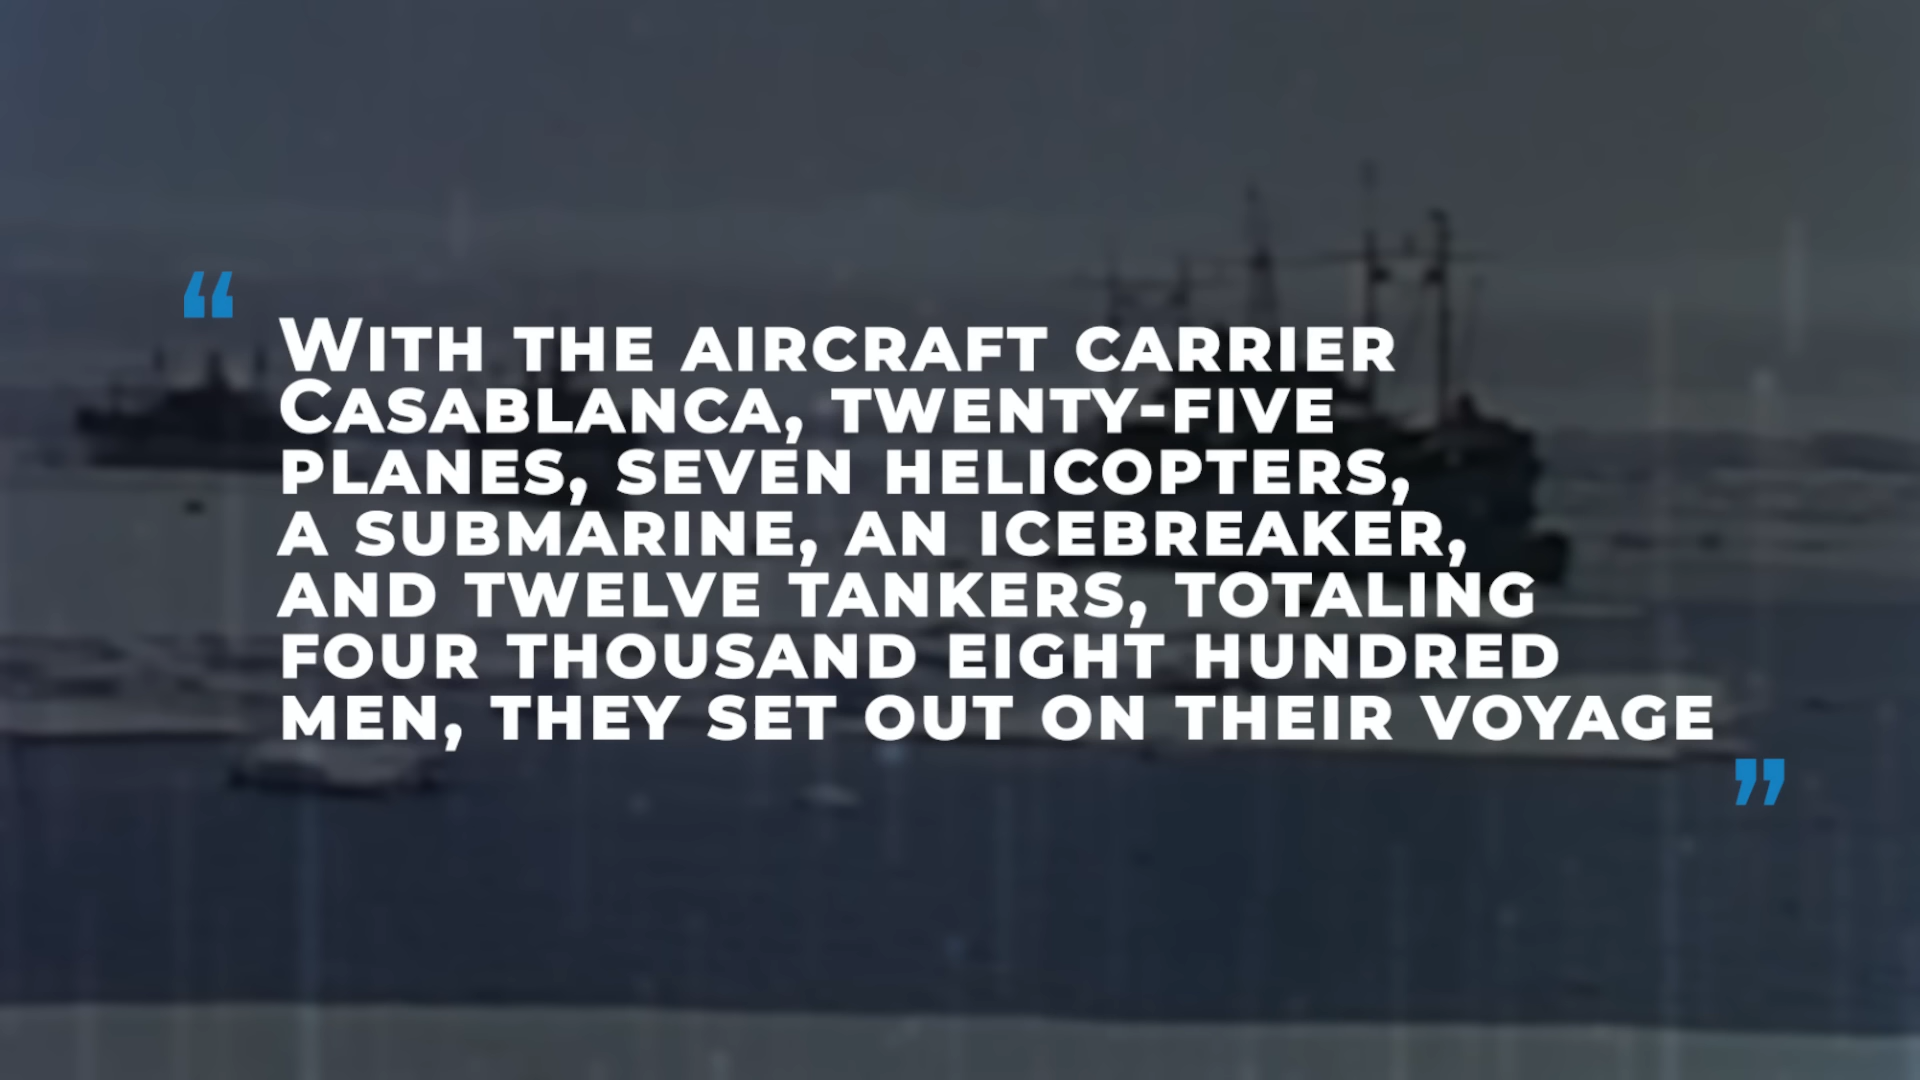 “
With the aircraft carrier
Casablanca, twenty-five
planes, seven helicopters,
a submarine, an icebreaker,
and twelve tankers, totaling
four thousand eight hundred
men, they set out on their voyage
”